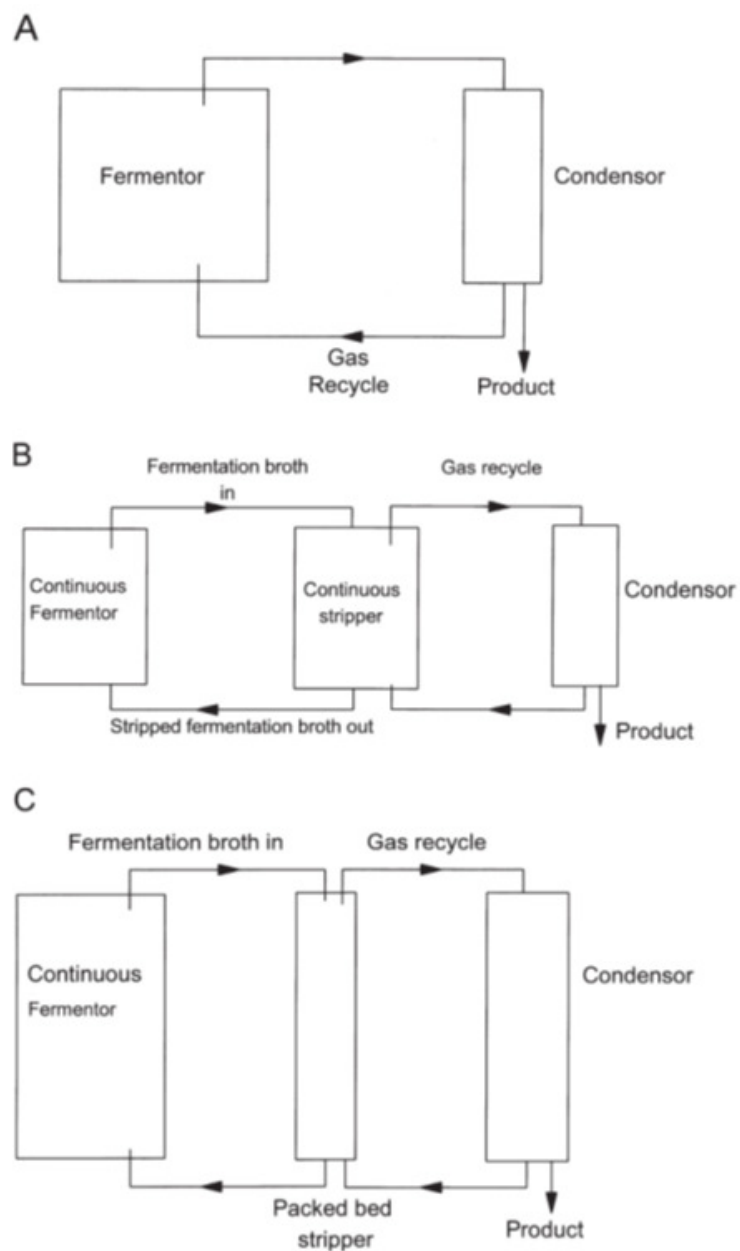 A
Fermentor
Condensor
Gas
Recycle
Product
B
Fermentation broth
in
Gas recycle
Continuous
Fermentor
Continuous
stripper
Condensor
Stripped fermentation broth out
Product
C
Fermentation broth in
Gas recycle
Continuous
Fermentor
Condensor
Packed bed
stripper
Product